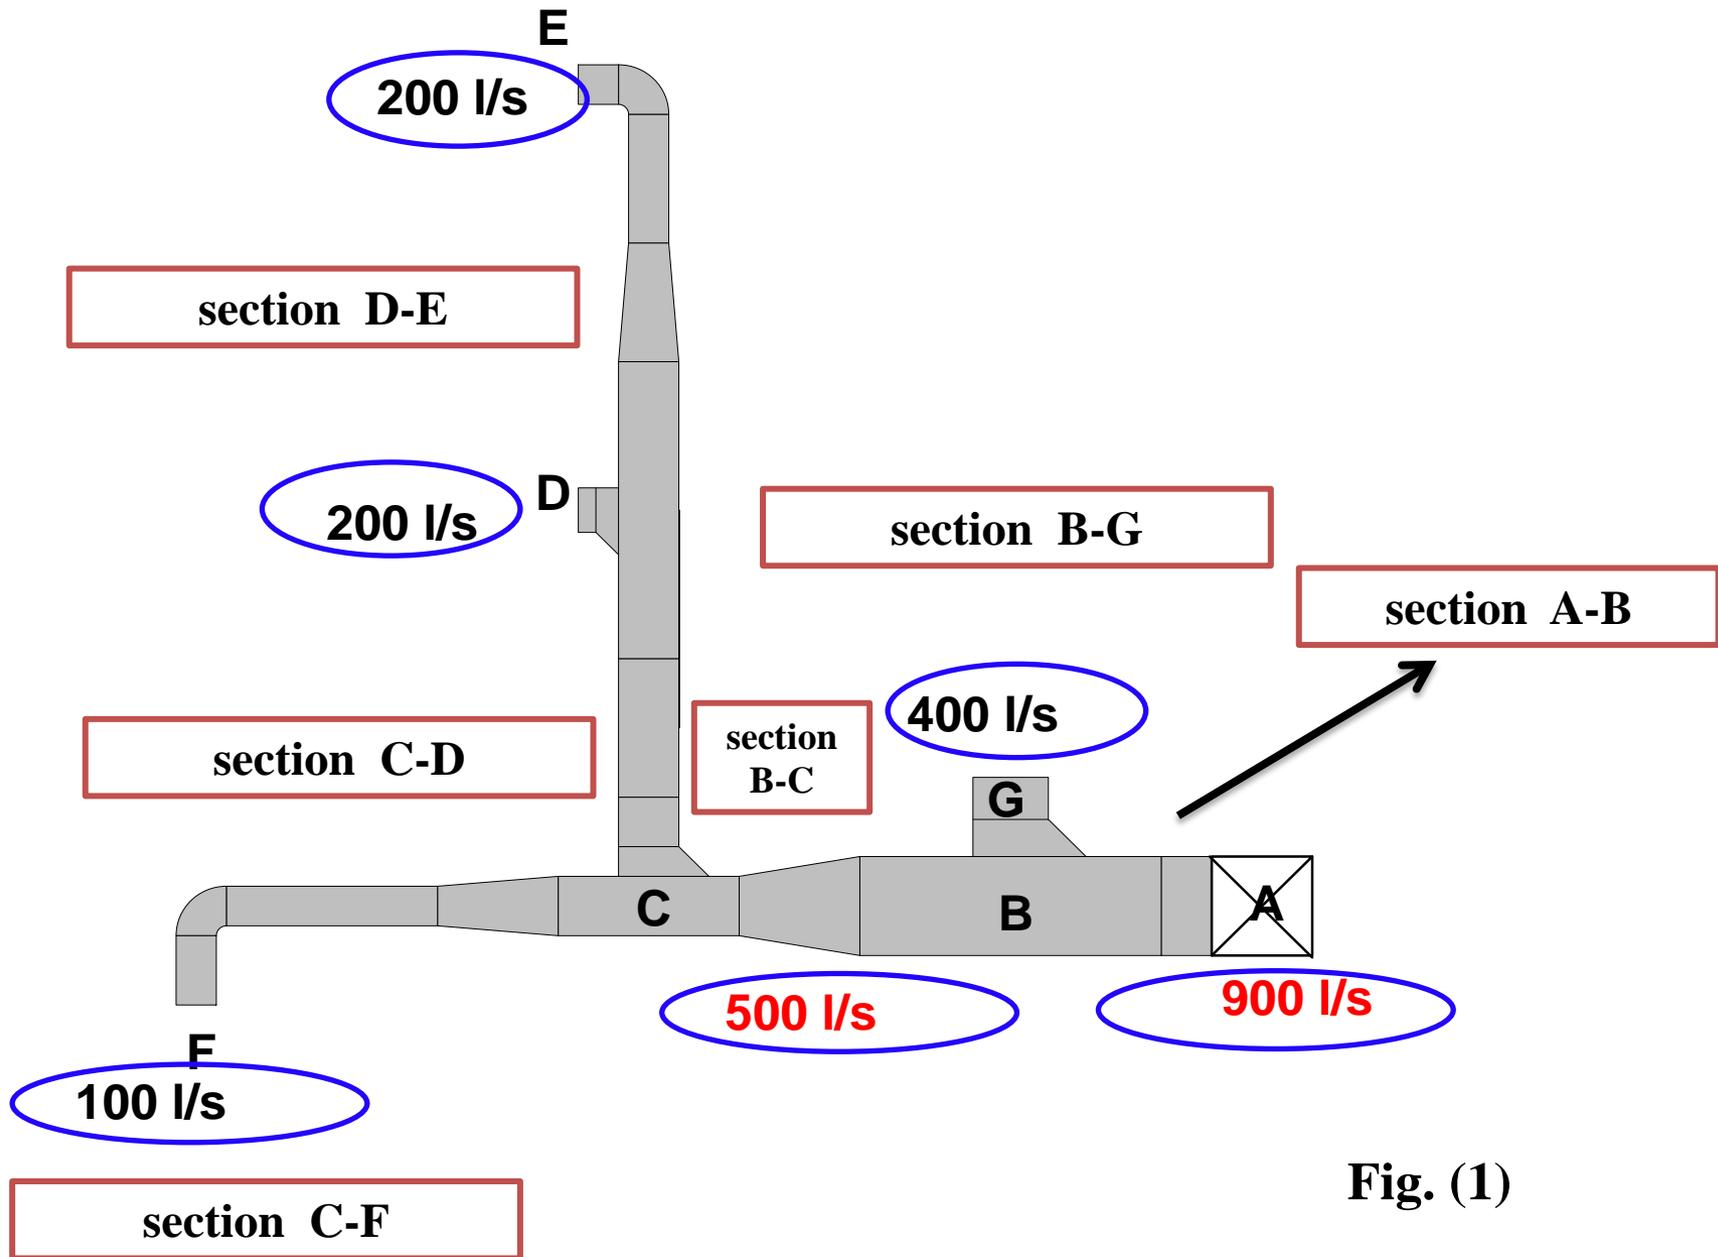 E
200 l/s
section D-E
D
200 l/s
section B-G
section A-B
section C-D
section
B-C
400 l/s
G
C
B
A
500 l/s
900 l/s
F
100 l/s
Fig. (1)
section C-F